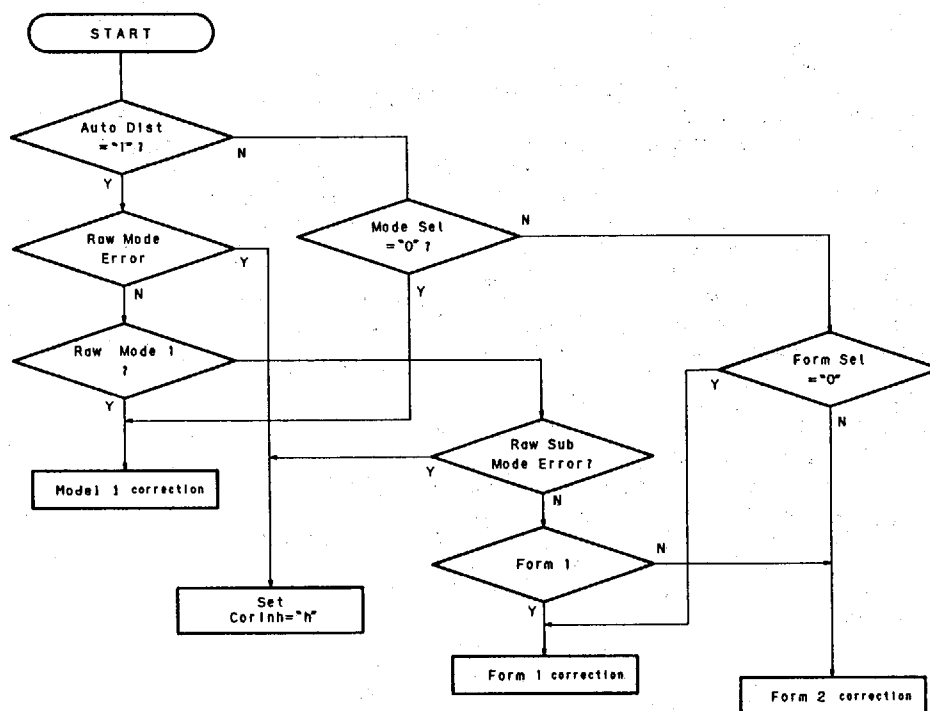 START
Auto Dist
="1"?
N
Y
Raw Mode
Error
Y
N
Mode Sel
="0"?
N
Y
Raw Mode 1
?
Y
Form Sel
="0"
Y
N
Raw Sub
Mode Error?
Y
N
Model 1 correction
Form 1
N
Y
Set
CorInh="h"
Form 1 correction
Form 2 correction